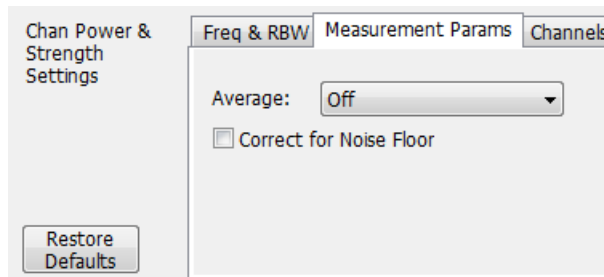 Chan Power &
Strength
Settings
Freq & RBW
Measurement Params
Channels
Average:
Off
Correct for Noise Floor
Restore
Defaults